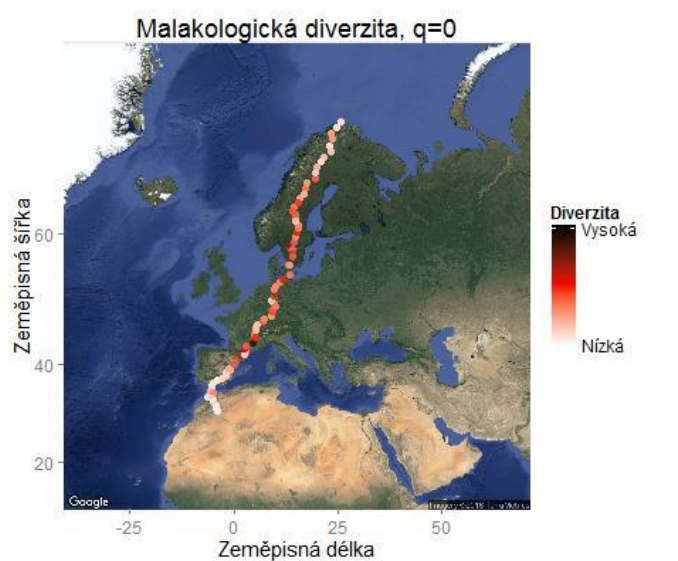 Malakologická diverzita, q=0
Zeměpisná šířka
60
40
20
-25
0
25
50
Zeměpisná délka
Diverzita
Vysoká
Nízká
Google